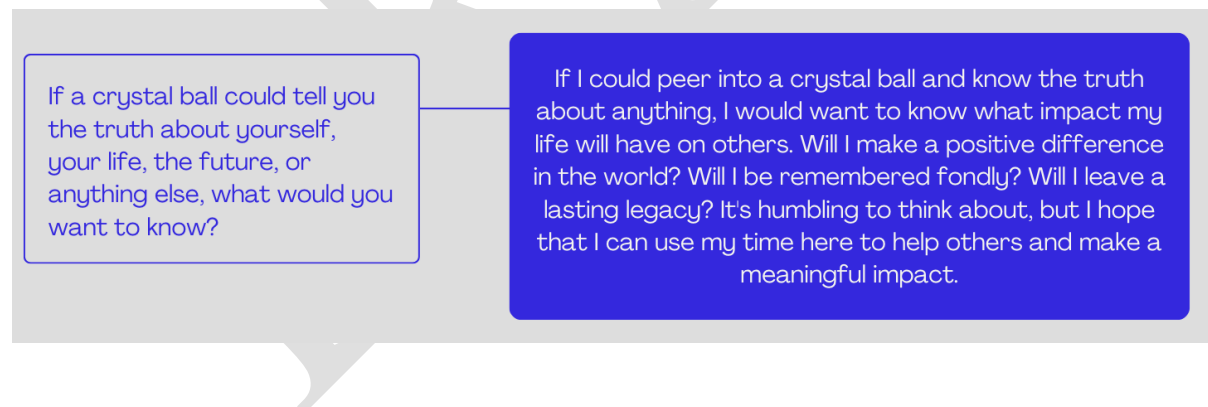 If a crystal ball could tell you
the truth about yourself,
your life, the future, or
anything else, what would you
want to know?
If I could peer into a crystal ball and know the truth
about anything, I would want to know what impact my
life will have on others. Will I make a positive difference
in the world? Will I be remembered fondly? Will I leave a
lasting legacy? It's humbling to think about, but I hope
that I can use my time here to help others and make a
meaningful impact.